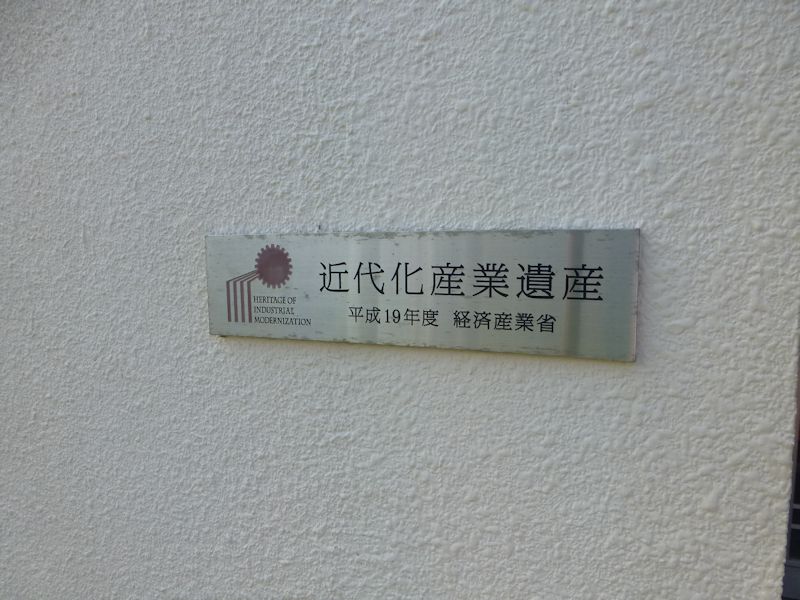 近代化産業遺産
平成19年度 経済産業省
HERITAGE OF
INDUSTRIAL
MODERNIZATION